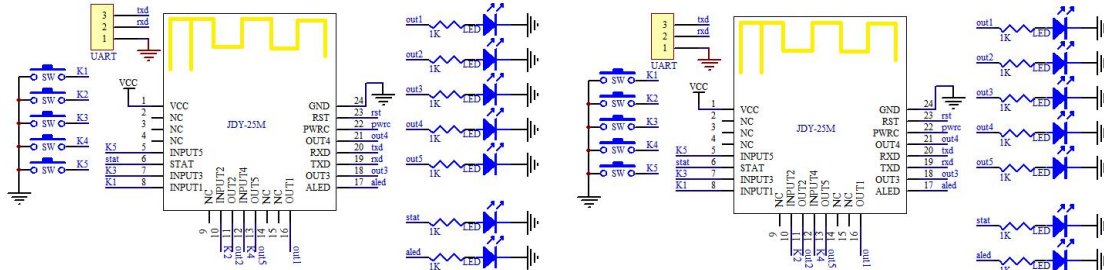 3 txd
2 rxd
1
UART
SW K1
SW K2
SW K3
SW K4
SW K5
VCC
JDY-25M
1 VCC
2 NC
3 NC
4 NC
K5 5 INPUT5
stat 6 STAT
K3 7 INPUT3
K1 8 INPUT1
GND 24
RST 23 rst
PWRC 22 pwrc
OUT4 21 out4
RXD 20 txd
TXD 19 rxd
OUT3 18 out3
ALED 17 aled
NC 9
INPUT2 10
OUT2 11 K2
INPUT4 12 out2
OUT5 13 K4
NC 14 out5
NC 15
OUT1 16 out1
out1 1K LED
out2 1K LED
out3 1K LED
out4 1K LED
out5 1K LED
stat 1K LED
aled 1K LED
3 txd
2 rxd
1
UART
SW K1
SW K2
SW K3
SW K4
SW K5
VCC
JDY-25M
1 VCC
2 NC
3 NC
4 NC
K5 5 INPUT5
stat 6 STAT
K3 7 INPUT3
K1 8 INPUT1
GND 24
RST 23 rst
PWRC 22 pwrc
OUT4 21 out4
RXD 20 txd
TXD 19 rxd
OUT3 18 out3
ALED 17 aled
NC 9
INPUT2 10
OUT2 11 K2
INPUT4 12 out2
OUT5 13 K4
NC 14 out5
NC 15
OUT1 16 out1
out1 1K LED
out2 1K LED
out3 1K LED
out4 1K LED
out5 1K LED
stat 1K LED
aled 1K LED